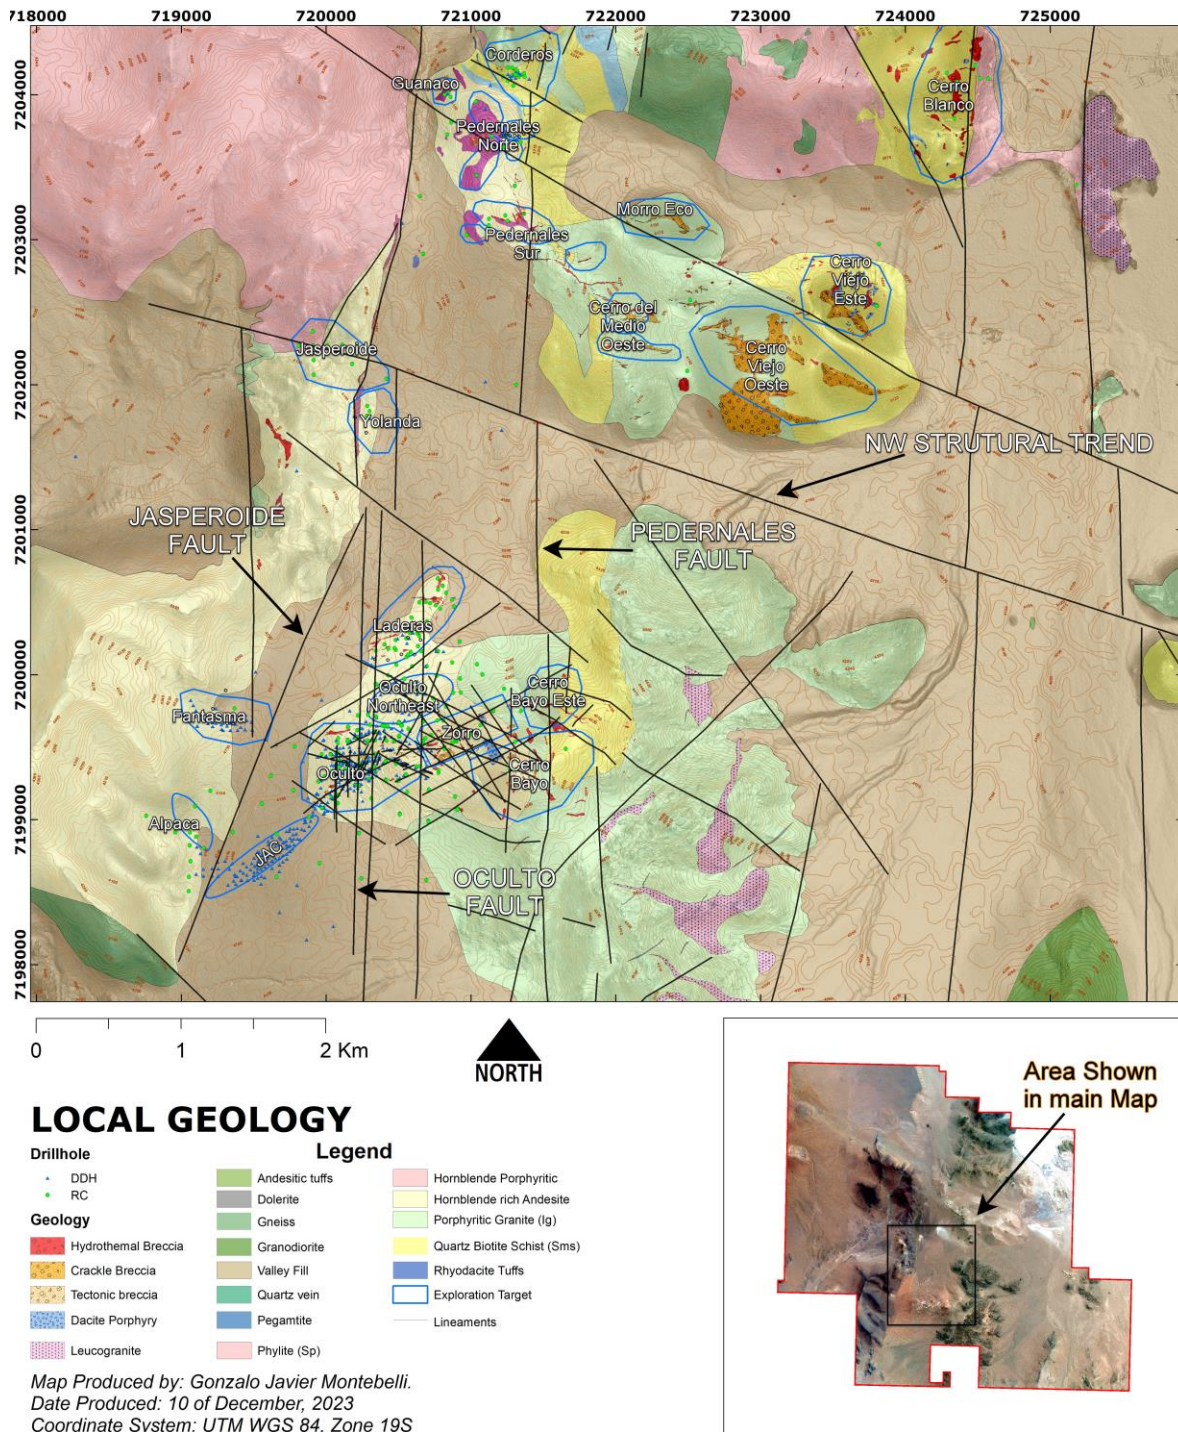 718000 719000 720000 721000 722000 723000 724000 725000
7204000
7203000
7202000
7201000
7200000
7199000
7198000
Corderos
Guanaco
Cerro
Blanco
Pedernales
Norte
Morro Eco
Pedernales
Sur
Cerro
Viejo
Este
Cerro del
Medio
Oeste
Jasperoide
Cerro
Viejo
Oeste
Yolanda
NW STRUTURAL TREND
JASPEROIDE
FAULT
PEDERNALES
FAULT
Laderas
Oculto
Northeast
Cerro
Bayo Este
Fantasma
Zorro
Oculto
Cerro
Bayo
Alpaca
JAC
OCULTO
FAULT
0 1 2 Km
NORTH
Area Shown
in main Map
LOCAL GEOLOGY
Legend
Drillhole
DDH
RC
Geology
Hydrothemal Breccia
Crackle Breccia
Tectonic breccia
Dacite Porphyry
Leucogranite
Andesitic tuffs
Dolerite
Gneiss
Granodiorite
Valley Fill
Quartz vein
Pegamtite
Phylite (Sp)
Hornblende Porphyritic
Hornblende rich Andesite
Porphyritic Granite (Ig)
Quartz Biotite Schist (Sms)
Rhyodacite Tuffs
Exploration Target
Lineaments
Map Produced by: Gonzalo Javier Montebelli.
Date Produced: 10 of December, 2023
Coordinate System: UTM WGS 84. Zone 19S